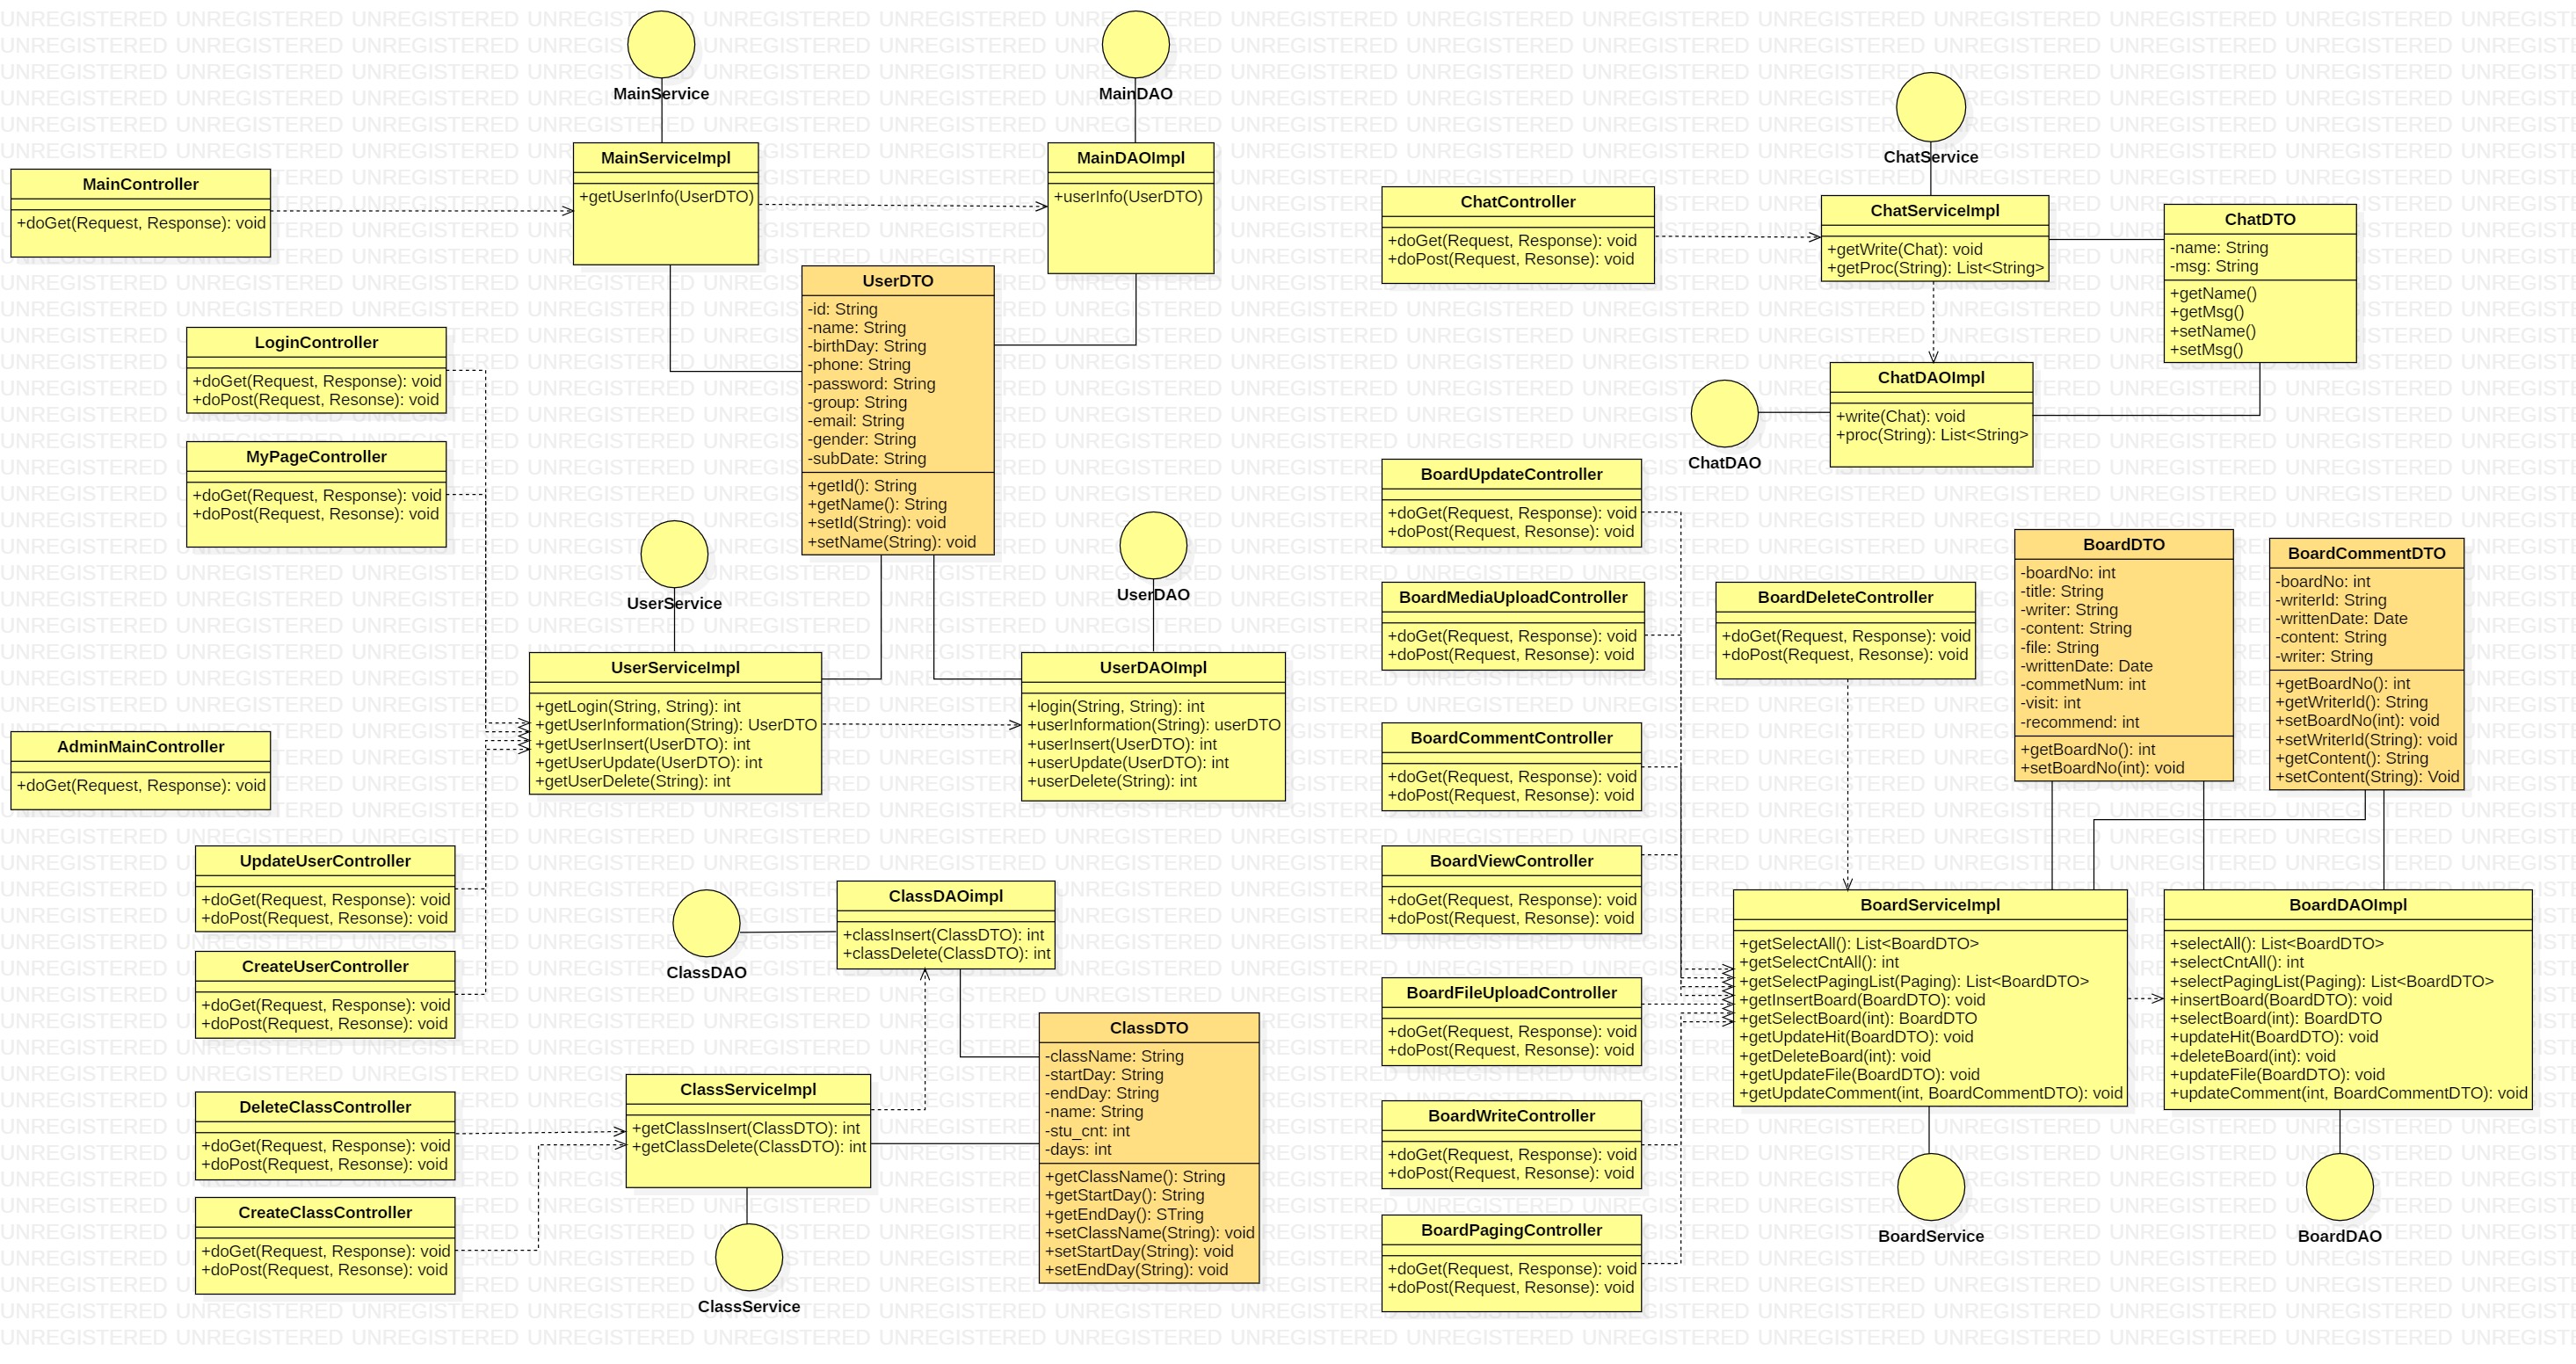 MainService
MainDAO
MainController
+doGet(Request, Response): void
MainServiceImpl
+getUserInfo(UserDTO)
MainDAOImpl
+userInfo(UserDTO)
UserDTO
-id: String
-name: String
-birthDay: String
-phone: String
-password: String
-group: String
-email: String
-gender: String
-subDate: String
+getId(): String
+getName(): String
+setId(String): void
+setName(String): void
LoginController
+doGet(Request, Response): void
+doPost(Request, Resonse): void
MyPageController
+doGet(Request, Response): void
+doPost(Request, Resonse): void
UserService
UserDAO
UserServiceImpl
+getLogin(String, String): int
+getUserInformation(String): UserDTO
+getUserInsert(UserDTO): int
+getUserUpdate(UserDTO): int
+getUserDelete(String): int
UserDAOImpl
+login(String, String): int
+userInformation(String): userDTO
+userInsert(UserDTO): int
+userUpdate(UserDTO): int
+userDelete(String): int
AdminMainController
+doGet(Request, Response): void
UpdateUserController
+doGet(Request, Response): void
+doPost(Request, Resonse): void
CreateUserController
+doGet(Request, Response): void
+doPost(Request, Resonse): void
ClassDAO
ClassDAOimpl
+classInsert(ClassDTO): int
+classDelete(ClassDTO): int
ClassDTO
-className: String
-startDay: String
-endDay: String
-name: String
-stu_cnt: int
-days: int
+getClassName(): String
+getStartDay(): String
+getEndDay(): STring
+setClassName(String): void
+setStartDay(String): void
+setEndDay(String): void
DeleteClassController
+doGet(Request, Response): void
+doPost(Request, Resonse): void
ClassServiceImpl
+getClassInsert(ClassDTO): int
+getClassDelete(ClassDTO): int
CreateClassController
+doGet(Request, Response): void
+doPost(Request, Resonse): void
ClassService
ChatService
ChatController
+doGet(Request, Response): void
+doPost(Request, Resonse): void
ChatServiceImpl
+getWrite(Chat): void
+getProc(String): List<String>
ChatDTO
-name: String
-msg: String
+getName()
+getMsg()
+setName()
+setMsg()
ChatDAO
ChatDAOImpl
+write(Chat): void
+proc(String): List<String>
BoardUpdateController
+doGet(Request, Response): void
+doPost(Request, Resonse): void
BoardMediaUploadController
+doGet(Request, Response): void
+doPost(Request, Resonse): void
BoardDeleteController
+doGet(Request, Response): void
+doPost(Request, Resonse): void
BoardDTO
-boardNo: int
-title: String
-writer: String
-content: String
-file: String
-writtenDate: Date
-commetNum: int
-visit: int
-recommend: int
+getBoardNo(): int
+setBoardNo(int): void
BoardCommentDTO
-boardNo: int
-writerId: String
-writtenDate: Date
-content: String
-writer: String
+getBoardNo(): int
+getWriterId(): String
+setBoardNo(int): void
+setWriterId(String): void
+getContent(): String
+setContent(String): Void
BoardCommentController
+doGet(Request, Response): void
+doPost(Request, Resonse): void
BoardViewController
+doGet(Request, Response): void
+doPost(Request, Resonse): void
BoardFileUploadController
+doGet(Request, Response): void
+doPost(Request, Resonse): void
BoardWriteController
+doGet(Request, Response): void
+doPost(Request, Resonse): void
BoardPagingController
+doGet(Request, Response): void
+doPost(Request, Resonse): void
BoardServiceImpl
+getSelectAll(): List<BoardDTO>
+getSelectCntAll(): int
+getSelectPagingList(Paging): List<BoardDTO>
+getInsertBoard(BoardDTO): void
+getSelectBoard(int): BoardDTO
+getUpdateHit(BoardDTO): void
+getDeleteBoard(int): void
+getUpdateFile(BoardDTO): void
+getUpdateComment(int, BoardCommentDTO): void
BoardDAOImpl
+selectAll(): List<BoardDTO>
+selectCntAll(): int
+selectPagingList(Paging): List<BoardDTO>
+insertBoard(BoardDTO): void
+selectBoard(int): BoardDTO
+updateHit(BoardDTO): void
+deleteBoard(int): void
+updateFile(BoardDTO): void
+updateComment(int, BoardCommentDTO): void
BoardService
BoardDAO
UNREGISTERED